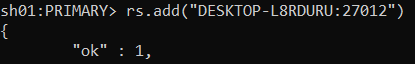 sh01:PRIMARY> rs.add("DESKTOP-L8RDURU:27012")
{
"ok" : 1,